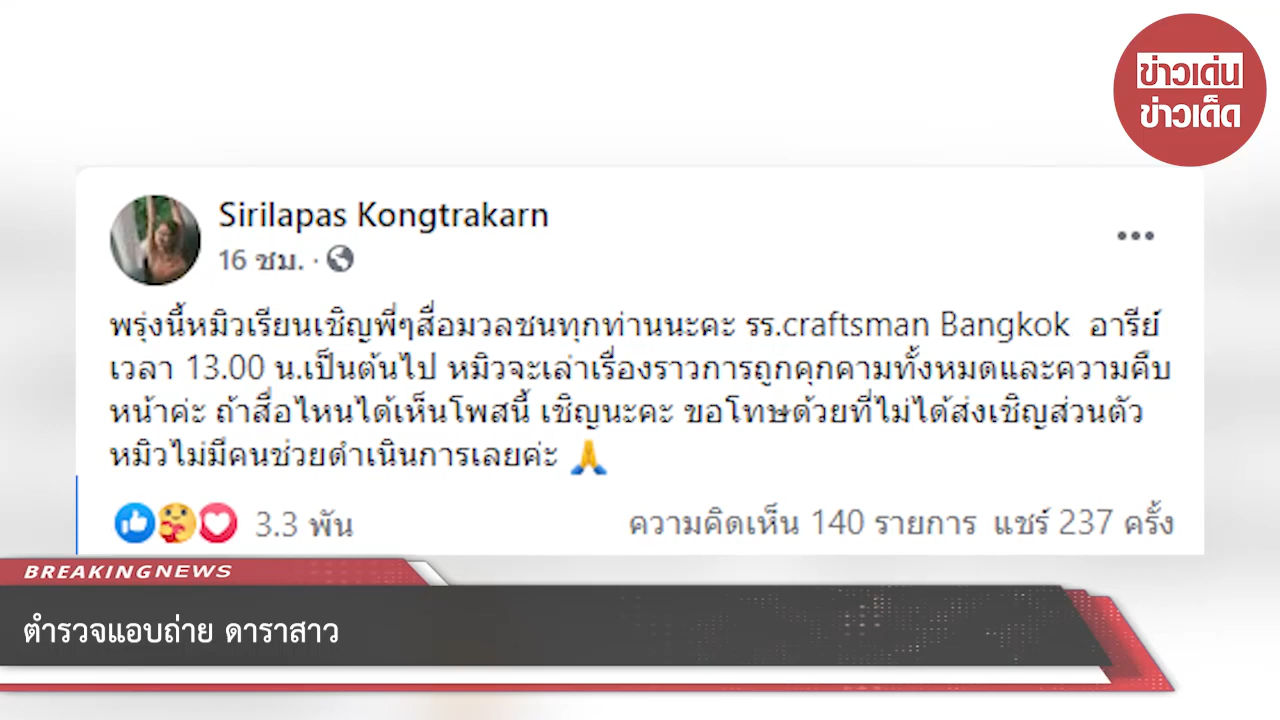 ข่าวเด่น
ข่าวเด็ด
Sirilapas Kongtrakarn
16 ชม. ·
พรุ่งนี้หมิวเรียนเชิญพี่ๆสื่อมวลชนทุกท่านนะคะ รร.craftsman Bangkok อารีย์
เวลา 13.00 น.เป็นต้นไป หมิวจะเล่าเรื่องราวการถูกคุกคามทั้งหมดและความคืบ
หน้าค่ะ ถ้าสื่อไหนได้เห็นโพสนี้ เชิญนะคะ ขอโทษด้วยที่ไม่ได้ส่งเชิญส่วนตัว
หมิวไม่มีคนช่วยดำเนินการเลยค่ะ 🙏
3.3 พัน ความคิดเห็น 140 รายการ แชร์ 237 ครั้ง
BREAKINGNEWS
ตำรวจแอบถ่าย ดาราสาว